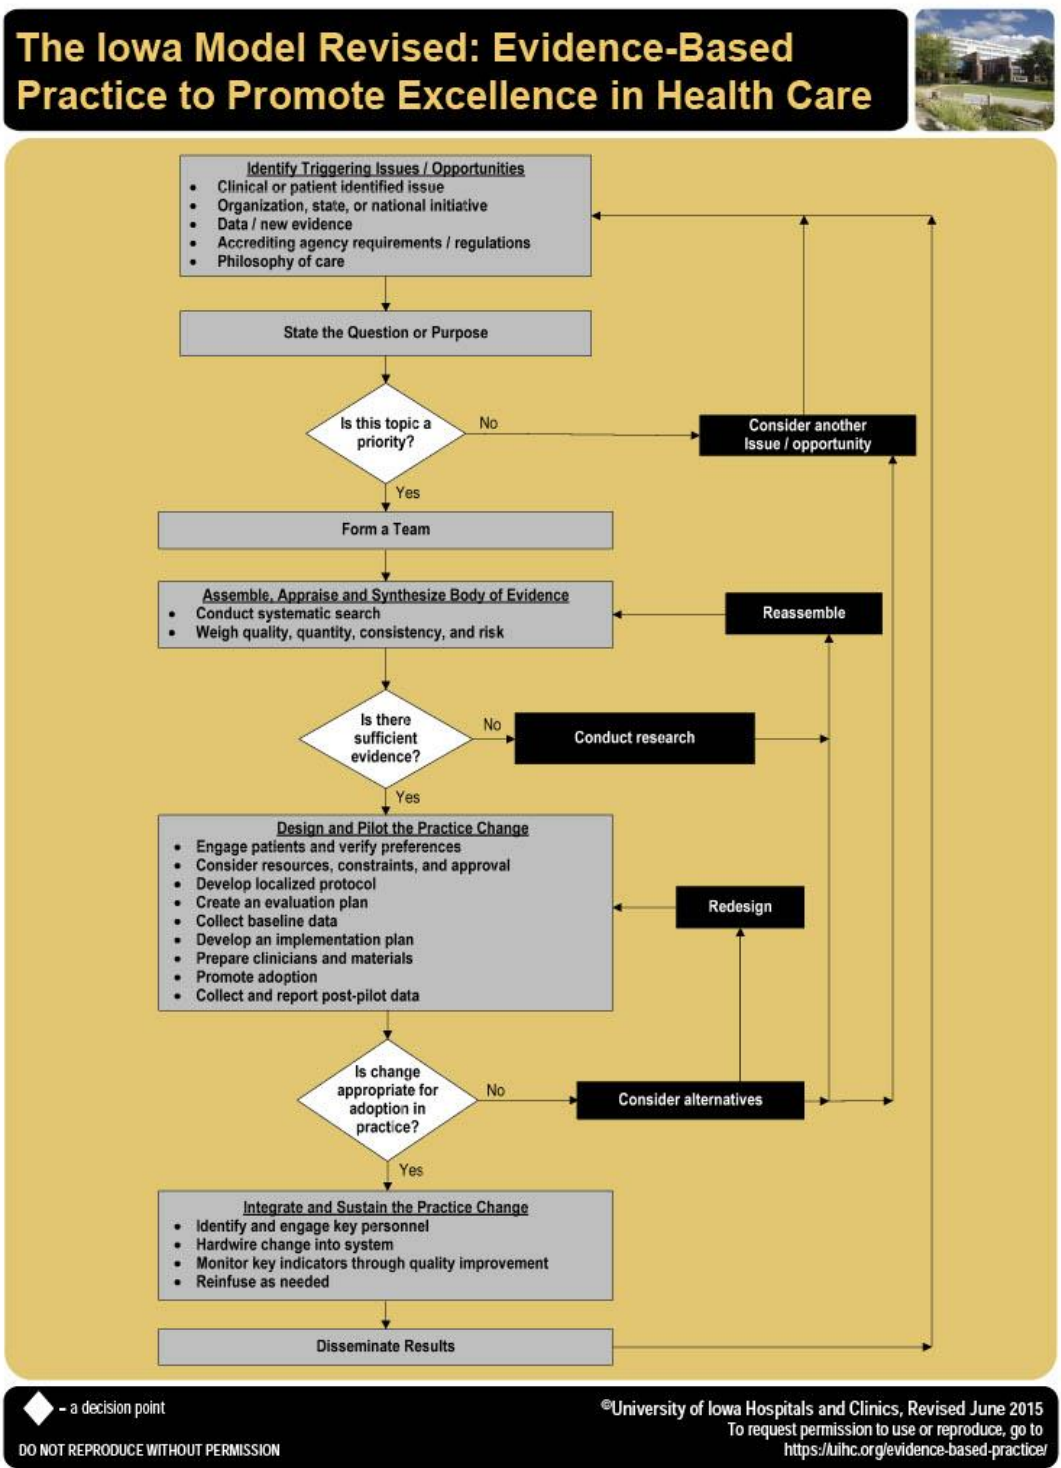 The Iowa Model Revised: Evidence-Based
Practice to Promote Excellence in Health Care
Identify Triggering Issues / Opportunities
• Clinical or patient identified issue
• Organization, state, or national initiative
• Data / new evidence
• Accrediting agency requirements / regulations
• Philosophy of care
State the Question or Purpose
Is this topic a
priority?
No
Consider another
Issue / opportunity
Yes
Form a Team
Assemble, Appraise and Synthesize Body of Evidence
• Conduct systematic search
• Weigh quality, quantity, consistency, and risk
Reassemble
Is there
sufficient
evidence?
No
Conduct research
Yes
Design and Pilot the Practice Change
• Engage patients and verify preferences
• Consider resources, constraints, and approval
• Develop localized protocol
• Create an evaluation plan
• Collect baseline data
• Develop an implementation plan
• Prepare clinicians and materials
• Promote adoption
• Collect and report post-pilot data
Redesign
Is change
appropriate for
adoption in
practice?
No
Consider alternatives
Yes
Integrate and Sustain the Practice Change
• Identify and engage key personnel
• Hardwire change into system
• Monitor key indicators through quality improvement
• Reinfuse as needed
Disseminate Results
- a decision point
DO NOT REPRODUCE WITHOUT PERMISSION
©University of Iowa Hospitals and Clinics, Revised June 2015
To request permission to use or reproduce, go to
https://uihc.org/evidence-based-practice/